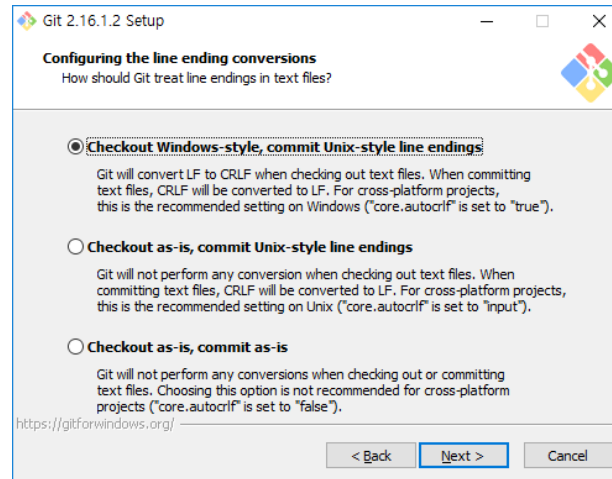 Git 2.16.1.2 Setup
Configuring the line ending conversions
How should Git treat line endings in text files?
Checkout Windows-style, commit Unix-style line endings
Git will convert LF to CRLF when checking out text files. When committing
text files, CRLF will be converted to LF. For cross-platform projects,
this is the recommended setting on Windows ("core.autocrlf" is set to "true").
Checkout as-is, commit Unix-style line endings
Git will not perform any conversion when checking out text files. When
committing text files, CRLF will be converted to LF. For cross-platform projects,
this is the recommended setting on Unix ("core.autocrlf" is set to "input").
Checkout as-is, commit as-is
Git will not perform any conversions when checking out or committing
text files. Choosing this option is not recommended for cross-platform
projects ("core.autocrlf" is set to "false").
https://gitforwindows.org/
< Back Next > Cancel